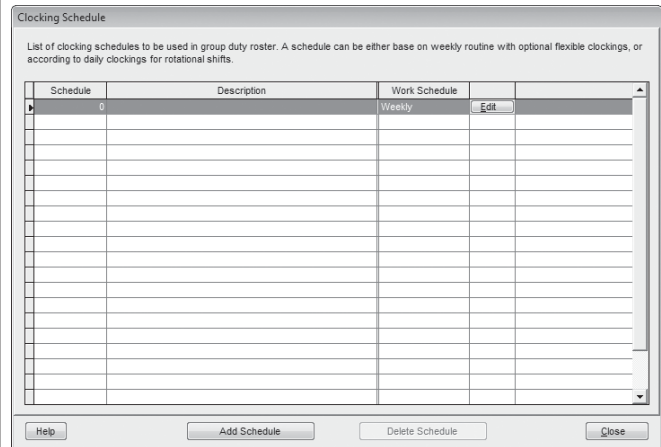 Clocking Schedule
List of clocking schedules to be used in group duty roster. A schedule can be either base on weekly routine with optional flexible clockings, or
according to daily clockings for rotational shifts.
Schedule Description Work Schedule
0 Weekly Edit
Help Add Schedule Delete Schedule Close